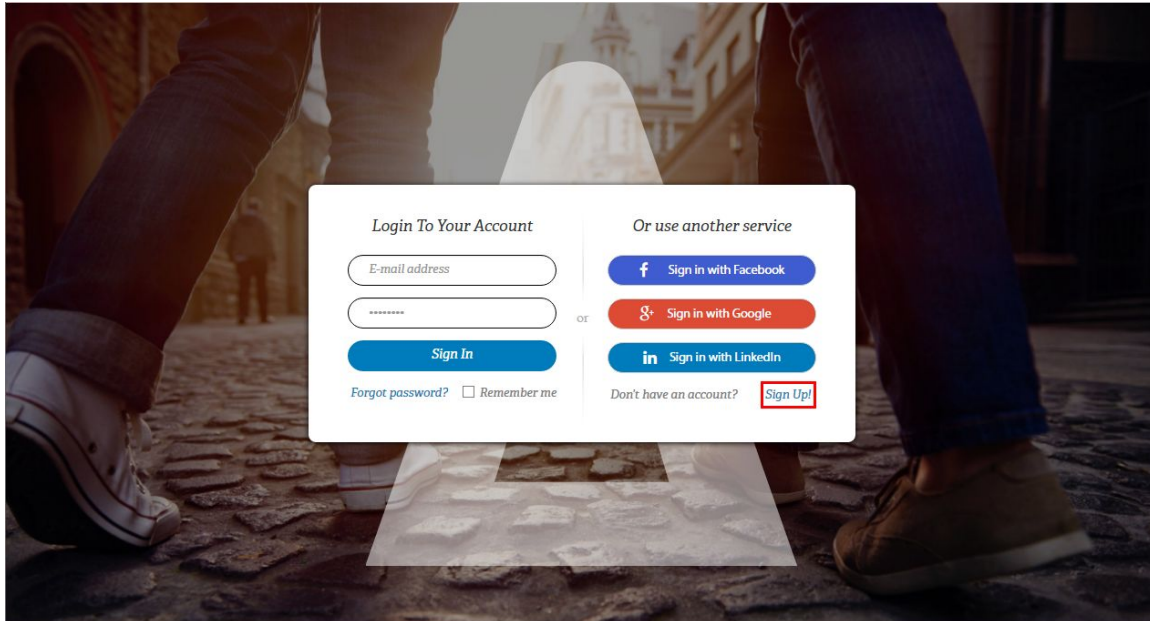 Login To Your Account
E-mail address
********
Sign In
Forgot password? Remember me
or
Or use another service
f Sign in with Facebook
g+ Sign in with Google
in Sign in with LinkedIn
Don't have an account? Sign Up!